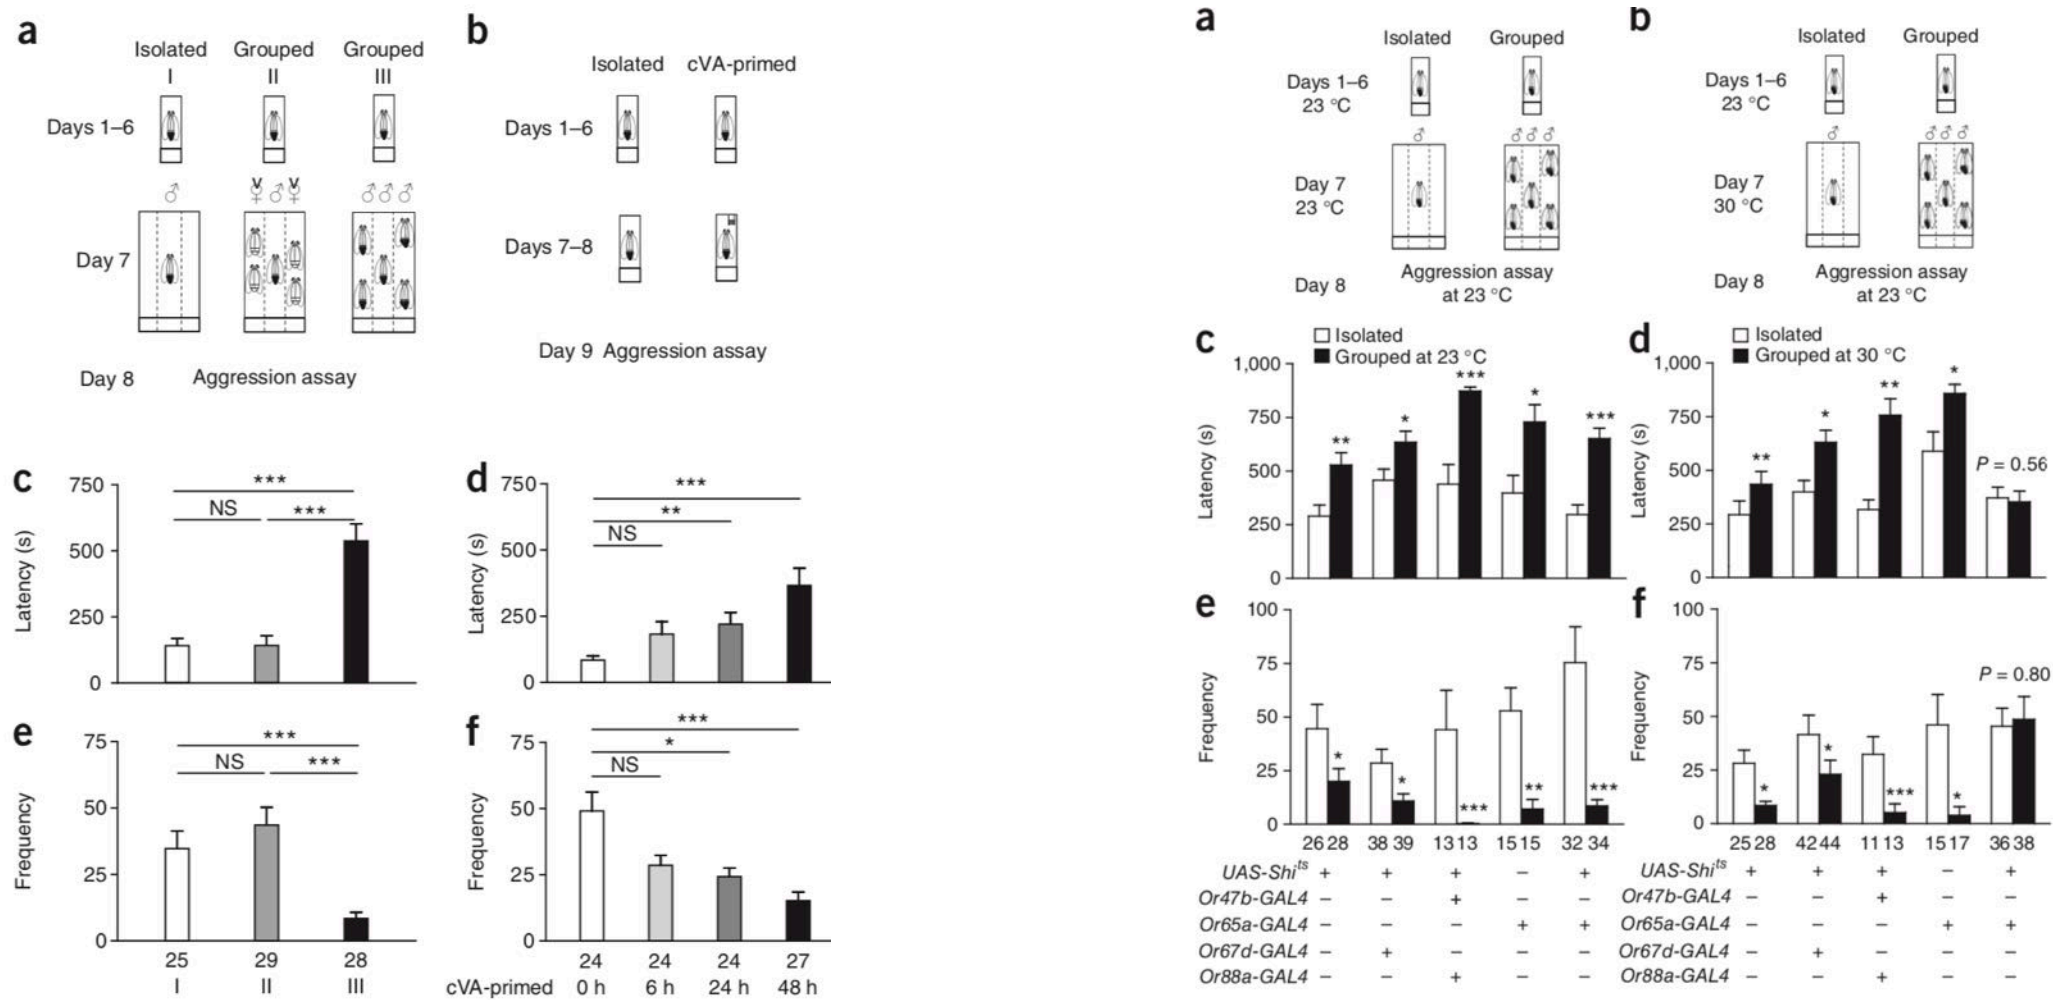 a
Isolated Grouped Grouped
I II III
Days 1–6
♂ ♀ ♂ ♀ ♂ ♂ ♂
Day 7
Day 8 Aggression assay
b
Isolated cVA-primed
Days 1–6
Days 7–8
Day 9 Aggression assay
c
***
NS ***
750
500
250
0
Latency (s)
d
***
**
NS
750
500
250
0
Latency (s)
e
***
NS ***
75
50
25
0
Frequency
25 29 28
I II III
f
***
*
NS
75
50
25
0
Frequency
24 24 24 27
cVA-primed 0 h 6 h 24 h 48 h
a
Isolated Grouped
Days 1–6
23 °C
♂ ♂ ♂ ♂
Day 7
23 °C
Day 8 Aggression assay
at 23 °C
b
Isolated Grouped
Days 1–6
23 °C
♂ ♂ ♂ ♂
Day 7
30 °C
Day 8 Aggression assay
at 23 °C
c
Isolated
Grouped at 23 °C
1,000
750
500
250
0
Latency (s)
** * *** * ***
d
Isolated
Grouped at 30 °C
1,000
750
500
250
0
Latency (s)
** * ** * P = 0.56
e
100
75
50
25
0
Frequency
* * *** ** ***
26 28 38 39 13 13 15 15 32 34
UAS-Shits + + + – +
Or47b-GAL4 – – + – –
Or65a-GAL4 – – – + +
Or67d-GAL4 – + – – –
Or88a-GAL4 – – + – –
f
100
75
50
25
0
Frequency
* * *** * P = 0.80
25 28 42 44 11 13 15 17 36 38
UAS-Shits + + + – +
Or47b-GAL4 – – + – –
Or65a-GAL4 – – – + +
Or67d-GAL4 – + – – –
Or88a-GAL4 – – + – –